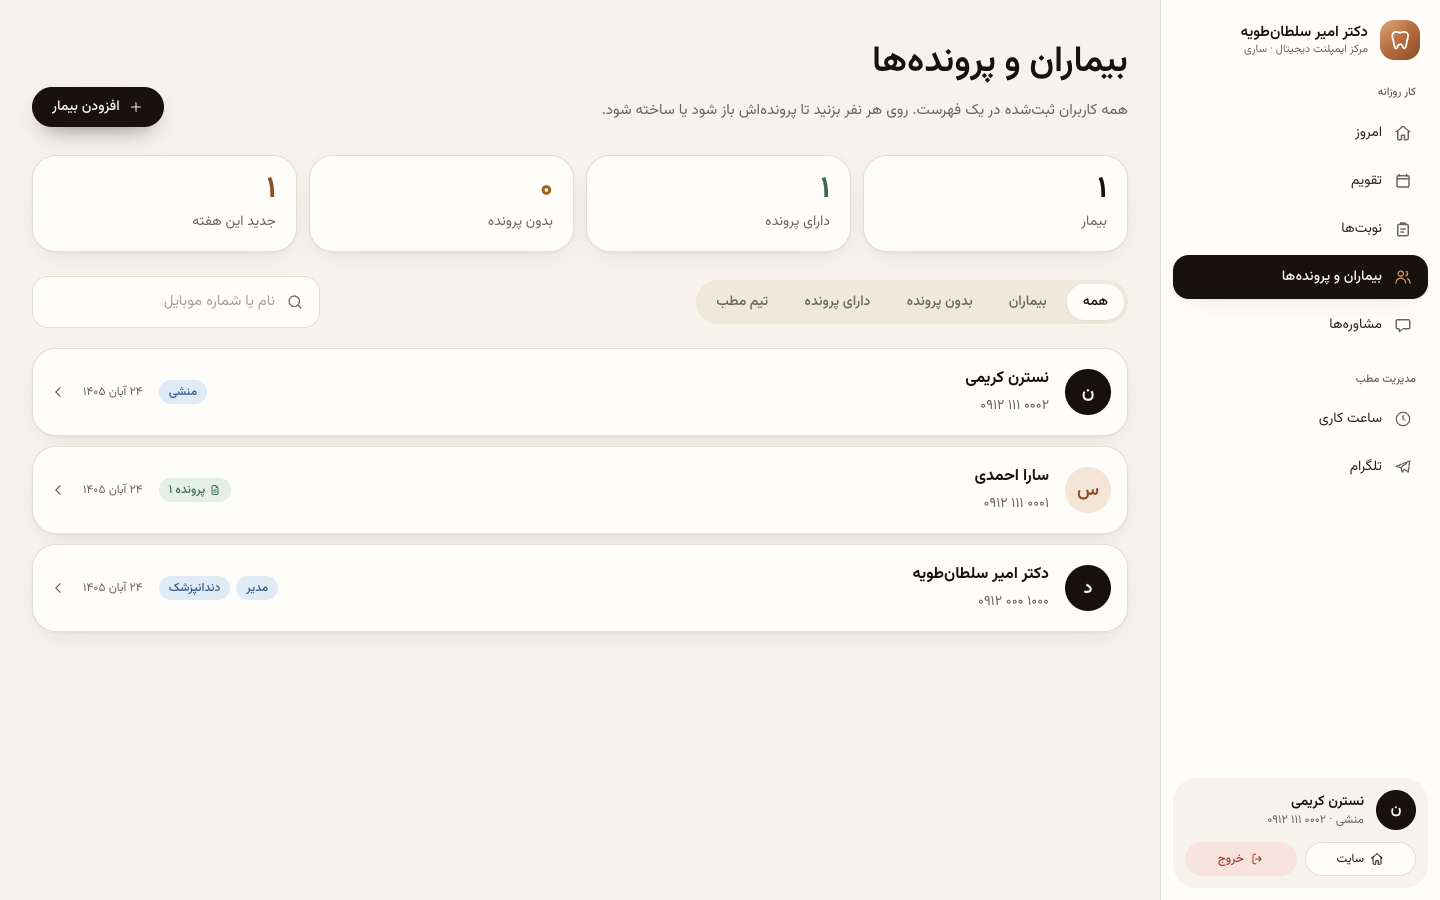 دکتر امیر سلطان‌طویه
مرکز ایمپلنت دیجیتال · ساری
کار روزانه
امروز
تقویم
نوبت‌ها
بیماران و پرونده‌ها
مشاوره‌ها
مدیریت مطب
ساعت کاری
تلگرام
نسترن کریمی
منشی · ۰۹۱۲ ۱۱۱ ۰۰۰۲
سایت
خروج
بیماران و پرونده‌ها
همه کاربران ثبت‌شده در یک فهرست. روی هر نفر بزنید تا پرونده‌اش باز شود یا ساخته شود.
افزودن بیمار
۱
بیمار
۱
دارای پرونده
۰
بدون پرونده
۱
جدید این هفته
همه
بیماران
بدون پرونده
دارای پرونده
تیم مطب
نام یا شماره موبایل
نسترن کریمی
۰۹۱۲ ۱۱۱ ۰۰۰۲
منشی
۲۴ آبان ۱۴۰۵
ن
سارا احمدی
۰۹۱۲ ۱۱۱ ۰۰۰۱
پرونده ۱
۲۴ آبان ۱۴۰۵
س
دکتر امیر سلطان‌طویه
۰۹۱۲ ۰۰۰ ۱۰۰۰
مدیر
دندانپزشک
۲۴ آبان ۱۴۰۵
د
ن